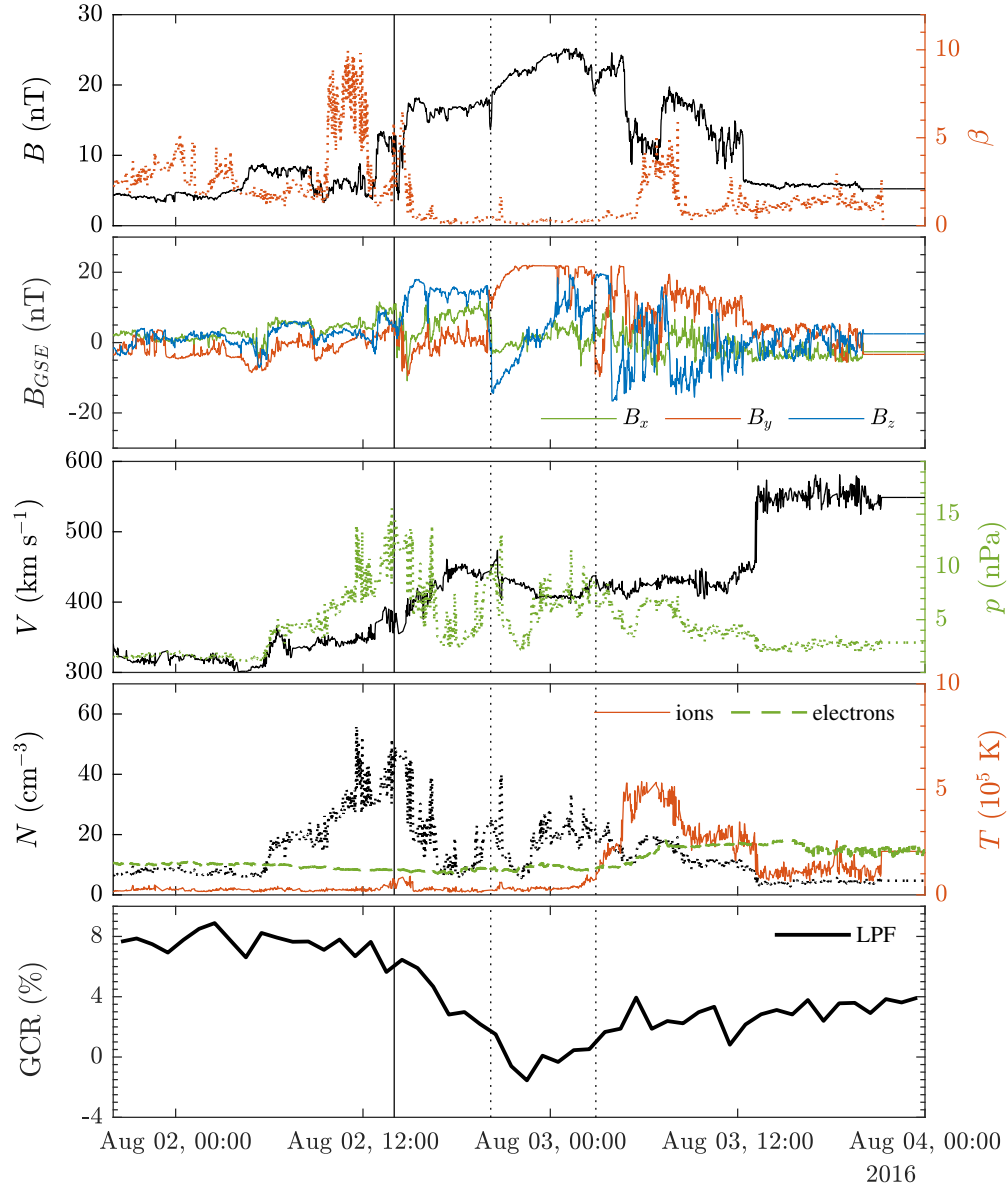 30
20
10
0
B (nT)
10
5
0
β
20
0
-20
B_GSE (nT)
B_x B_y B_z
600
500
400
300
V (km s⁻¹)
15
10
5
p (nPa)
60
40
20
0
N (cm⁻³)
ions electrons
10
5
0
T (10⁵ K)
8
4
0
-4
GCR (%)
LPF
Aug 02, 00:00 Aug 02, 12:00 Aug 03, 00:00 Aug 03, 12:00 Aug 04, 00:00
2016